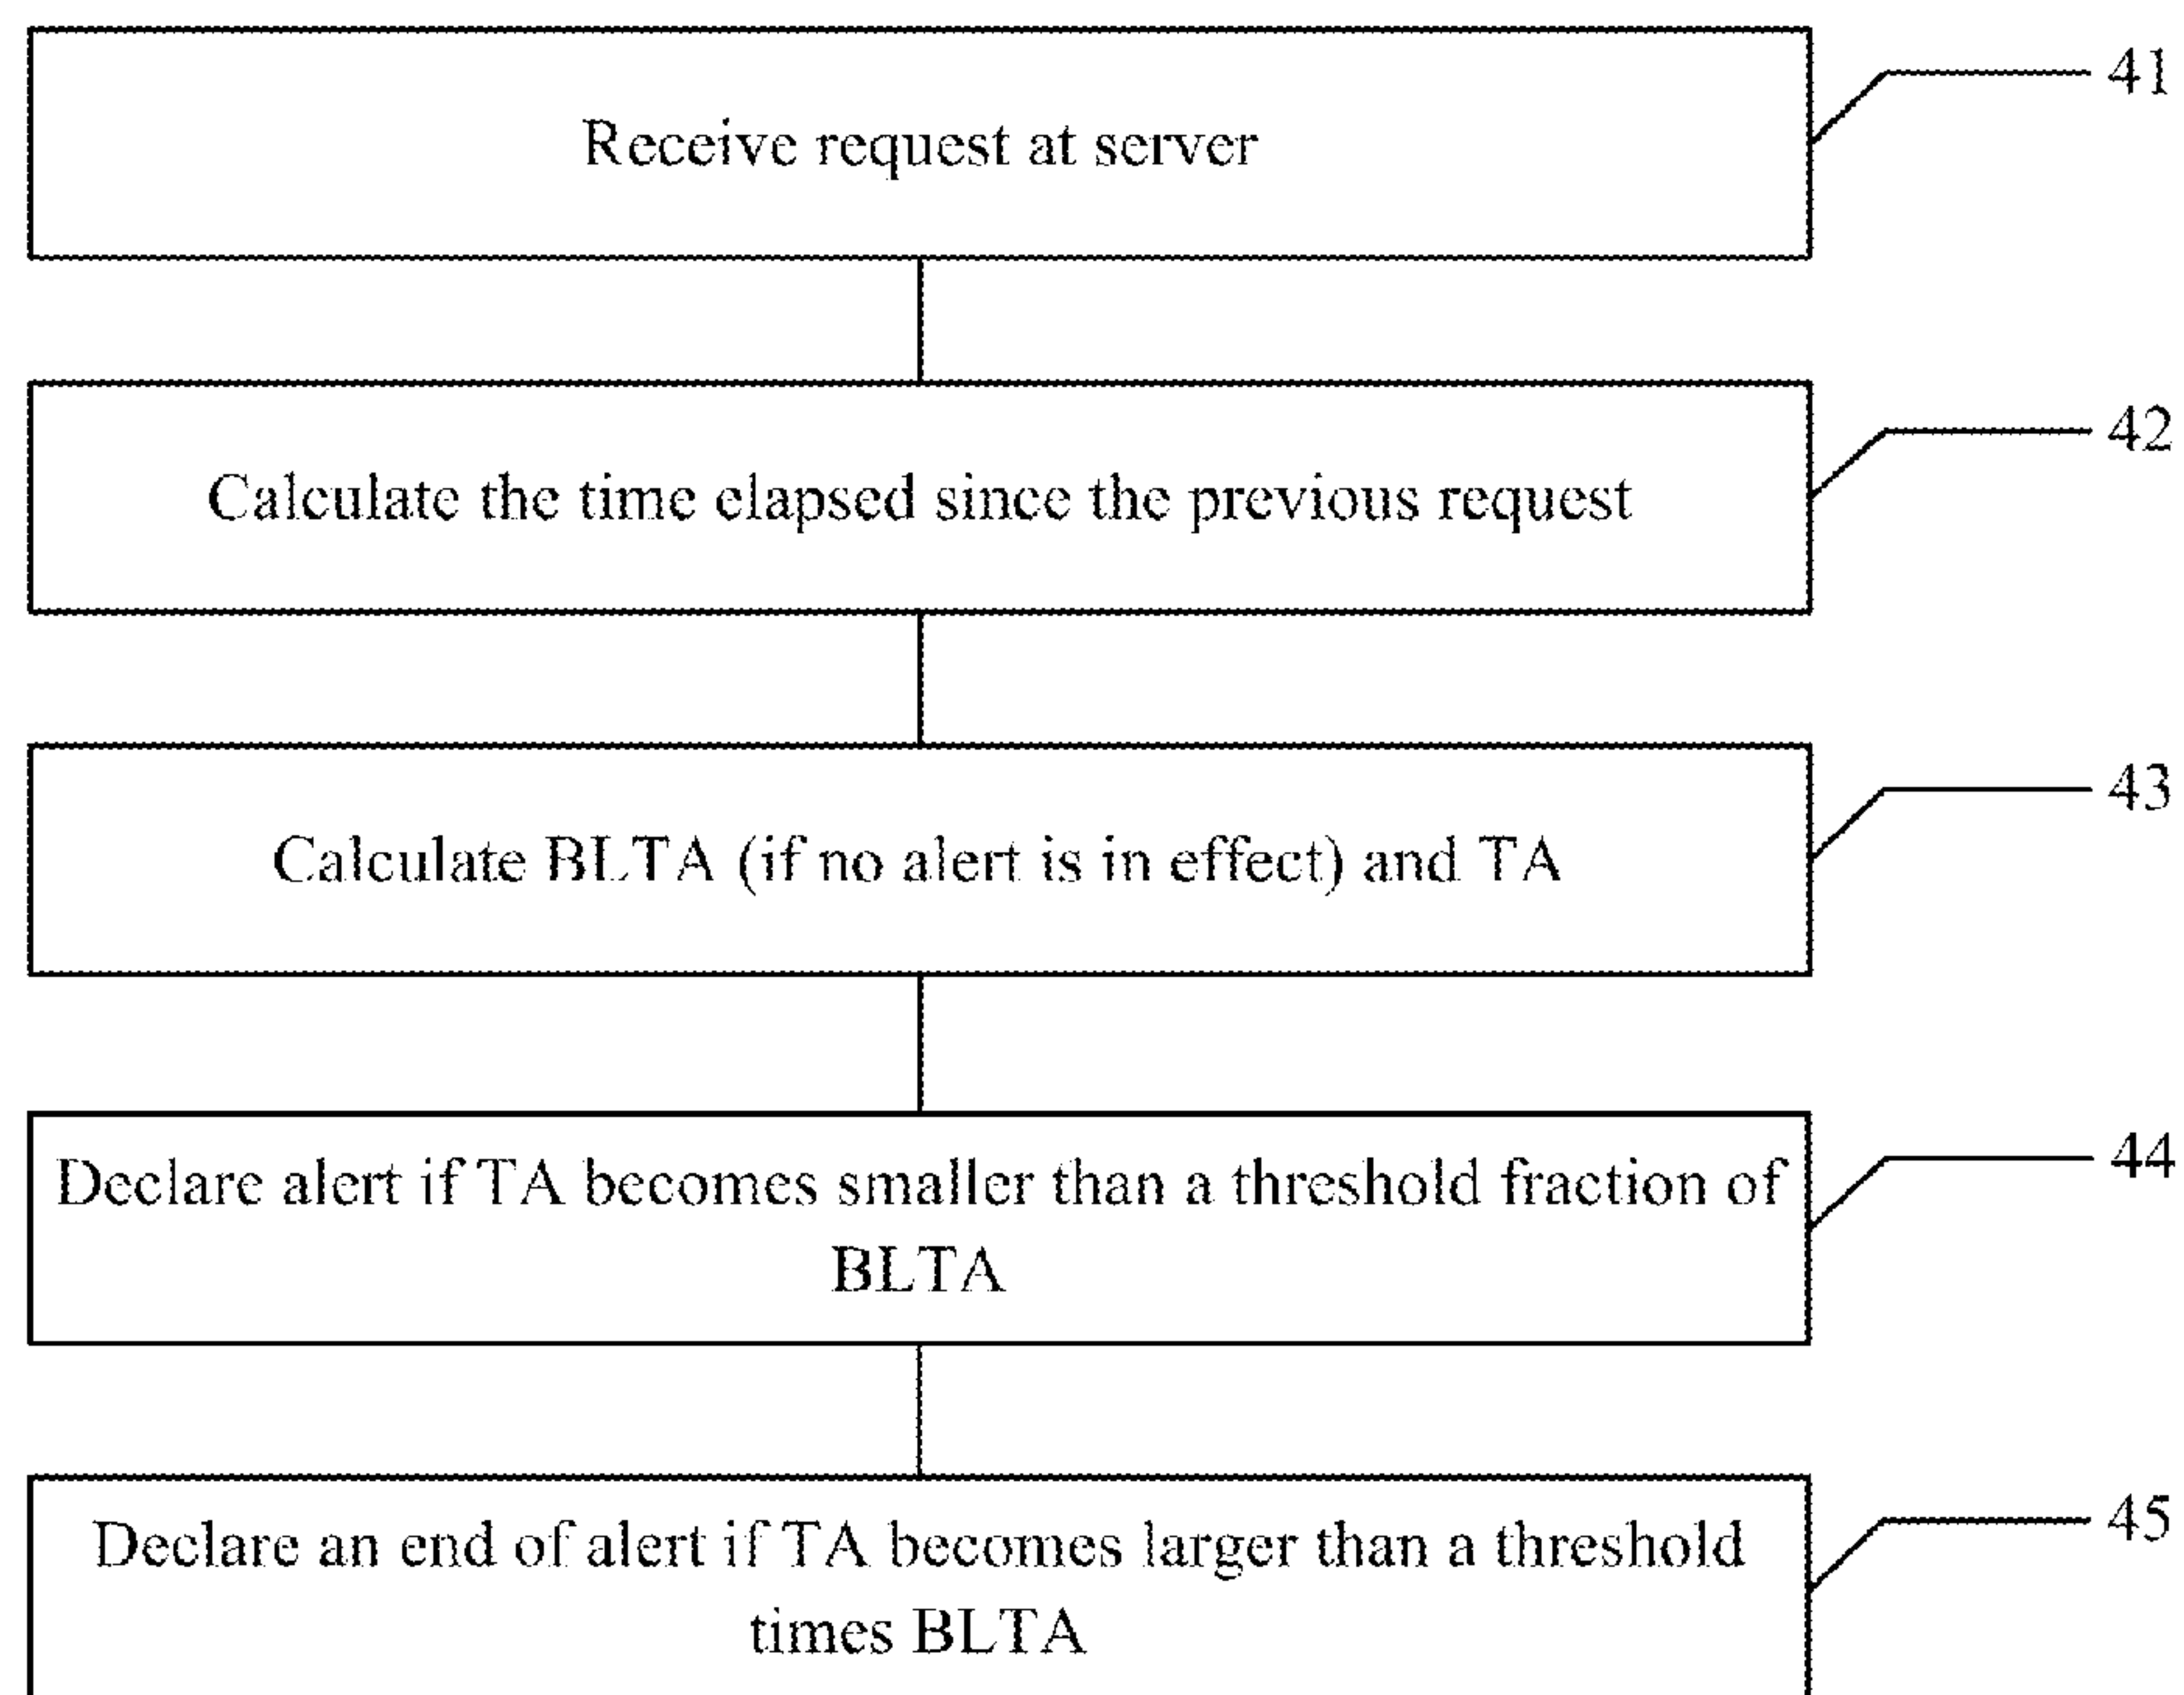 Receive request at server
41
Calculate the time elapsed since the previous request
42
Calculate BLTA (if no alert is in effect) and TA
43
Declare alert if TA becomes smaller than a threshold fraction of
BLTA
44
Declare an end of alert if TA becomes larger than a threshold
times BLTA
45